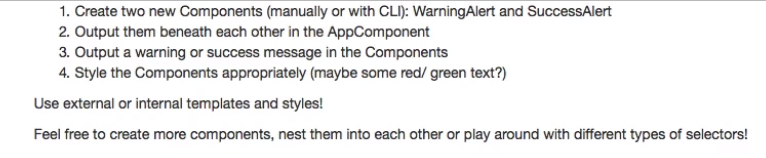 1. Create two new Components (manually or with CLI): WarningAlert and SuccessAlert
2. Output them beneath each other in the AppComponent
3. Output a warning or success message in the Components
4. Style the Components appropriately (maybe some red/ green text?)
Use external or internal templates and styles!
Feel free to create more components, nest them into each other or play around with different types of selectors!